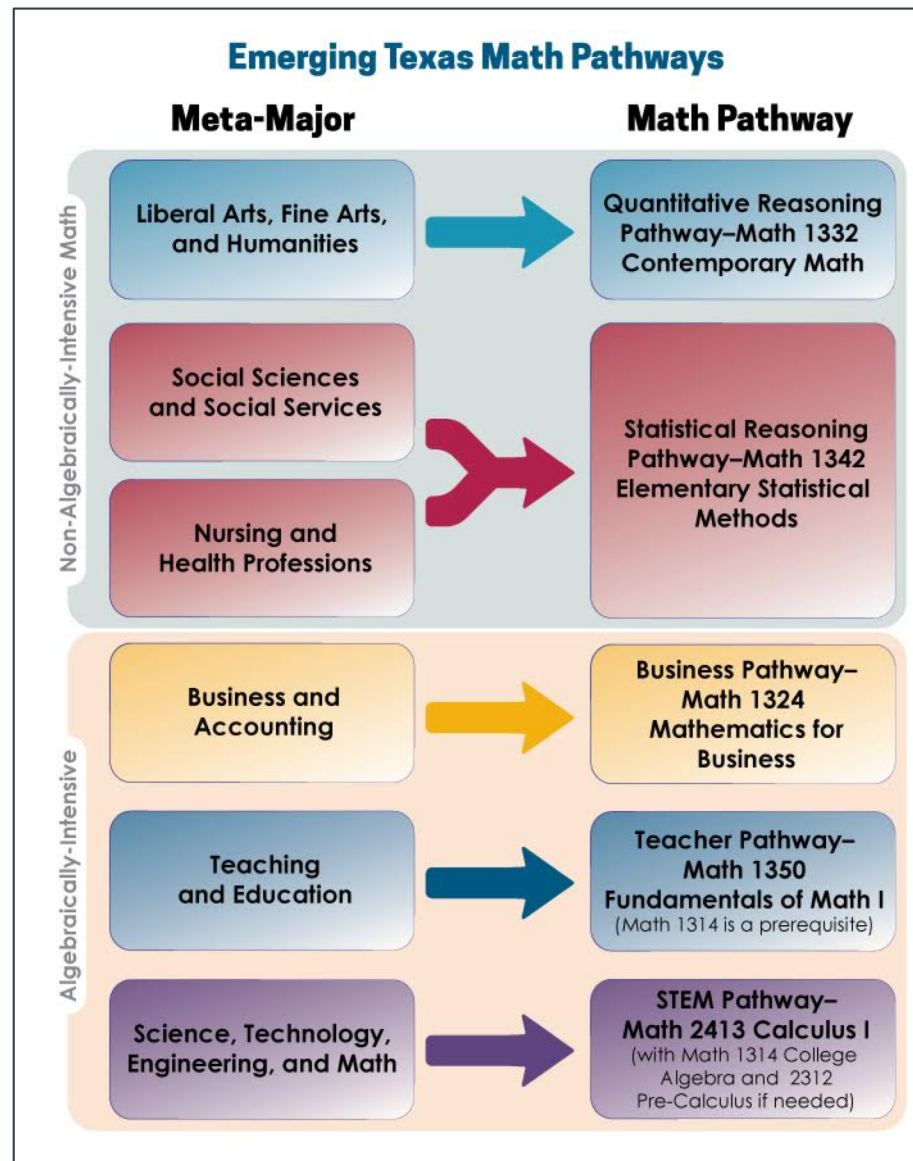 Emerging Texas Math Pathways
Meta-Major
Math Pathway
Non-Algebraically-Intensive Math
Liberal Arts, Fine Arts,
and Humanities
Quantitative Reasoning
Pathway–Math 1332
Contemporary Math
Social Sciences
and Social Services
Nursing and
Health Professions
Statistical Reasoning
Pathway–Math 1342
Elementary Statistical
Methods
Algebraically-Intensive
Business and
Accounting
Business Pathway–
Math 1324
Mathematics for
Business
Teaching
and Education
Teacher Pathway–
Math 1350
Fundamentals of Math I
(Math 1314 is a prerequisite)
Science, Technology,
Engineering, and Math
STEM Pathway–
Math 2413 Calculus I
(with Math 1314 College
Algebra and 2312
Pre-Calculus if needed)